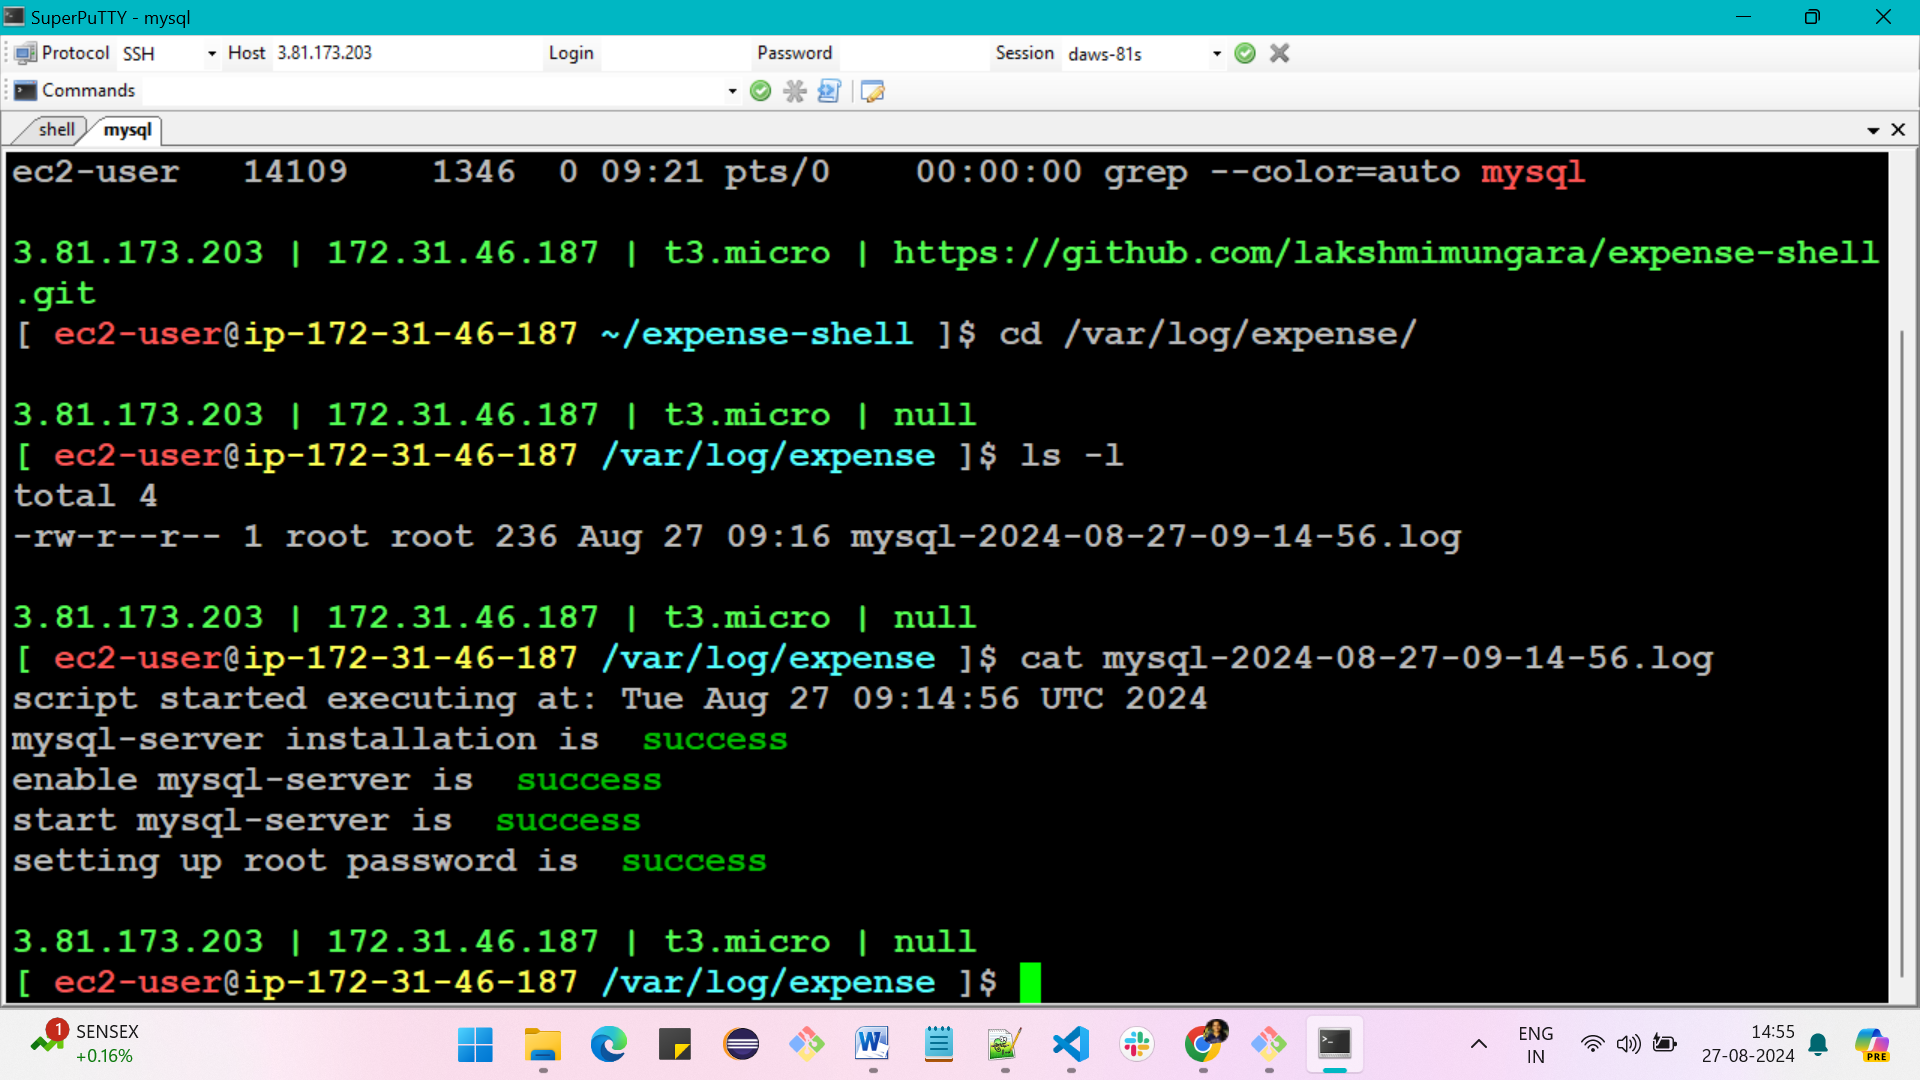 SuperPuTTY - mysql
Protocol SSH Host 3.81.173.203 Login Password Session daws-81s
Commands
shell mysql
ec2-user   14109    1346  0 09:21 pts/0    00:00:00 grep --color=auto mysql
3.81.173.203 | 172.31.46.187 | t3.micro | https://github.com/lakshmimungara/expense-shell
.git
[ ec2-user@ip-172-31-46-187 ~/expense-shell ]$ cd /var/log/expense/
3.81.173.203 | 172.31.46.187 | t3.micro | null
[ ec2-user@ip-172-31-46-187 /var/log/expense ]$ ls -l
total 4
-rw-r--r-- 1 root root 236 Aug 27 09:16 mysql-2024-08-27-09-14-56.log
3.81.173.203 | 172.31.46.187 | t3.micro | null
[ ec2-user@ip-172-31-46-187 /var/log/expense ]$ cat mysql-2024-08-27-09-14-56.log
script started executing at: Tue Aug 27 09:14:56 UTC 2024
mysql-server installation is  success
enable mysql-server is  success
start mysql-server is  success
setting up root password is  success
3.81.173.203 | 172.31.46.187 | t3.micro | null
[ ec2-user@ip-172-31-46-187 /var/log/expense ]$
1 SENSEX ENG 14:55
+0.16% IN 27-08-2024 PRE